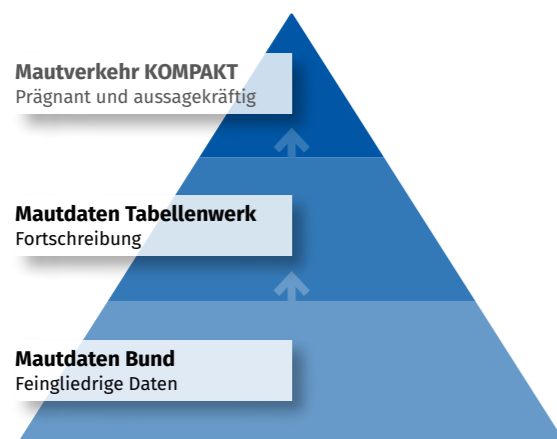 Mautverkehr KOMPAKT
Prägnant und aussagekräftig
Mautdaten Tabellenwerk
Fortschreibung
Mautdaten Bund
Feingliedrige Daten